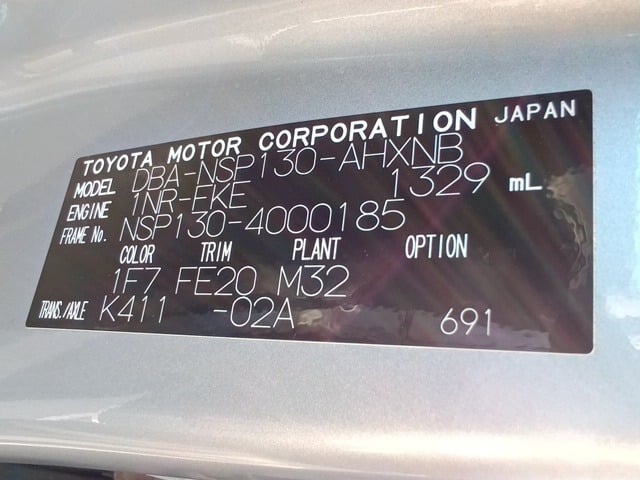 TOYOTA MOTOR CORPORATION JAPAN
MODEL DBA-NSP130-AHXNB
ENGINE 1NR-FKE 1329 mL
FRAME No. NSP130-4000185
COLOR TRIM PLANT OPTION
1F7 FE20 M32
TRANS./AXLE K411 -02A 691